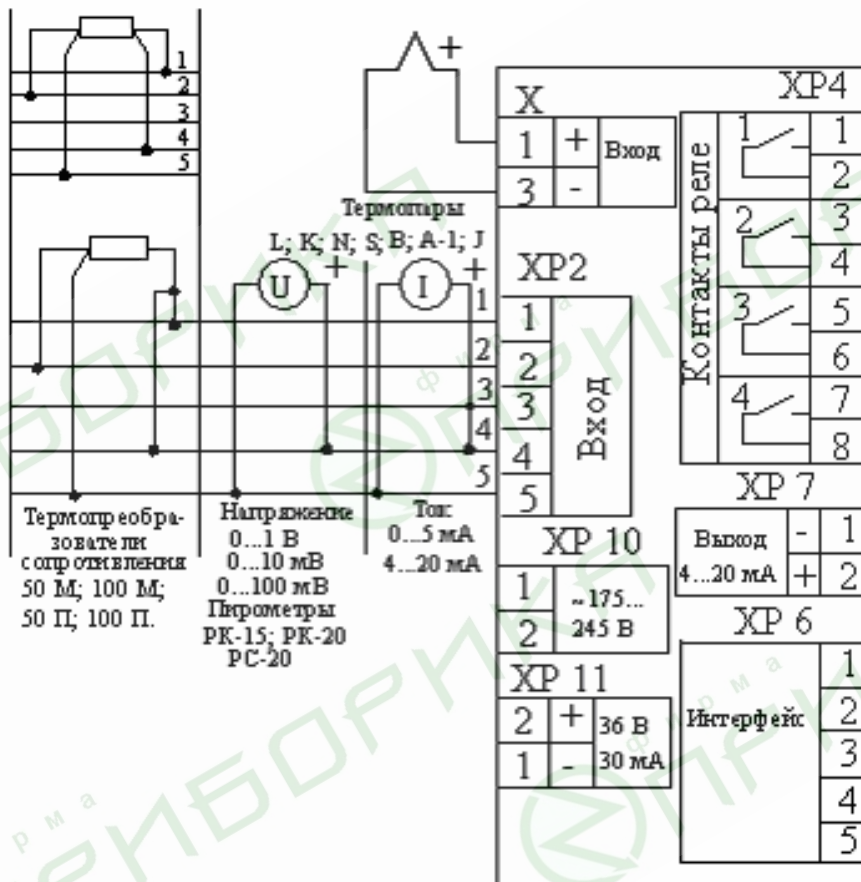 1
2
3
4
5
+
Термопары
L; K; N; S; B; A-1; J
U
+
I
+
1
2
3
4
5
Термопреобра-
зователи
сопротивления
50 М; 100 М;
50 П; 100 П.
Напряжение
0...1 В
0...10 мВ
0...100 мВ
Пирометры
РК-15; РК-20
РС-20
Ток
0...5 мА
4...20 мА
X
1 + Вход
3 -
XP2
1
2
3
4
5
Вход
XP 10
1
2
~175...
245 В
XP 11
2 + 36 В
1 - 30 мА
XP4
Контакты реле
1 1
2
2 3
4
3 5
6
4 7
8
XP 7
Выход - 1
4...20 мА + 2
XP 6
Интерфейс
1
2
3
4
5
фирма
ПРИБОРИКА